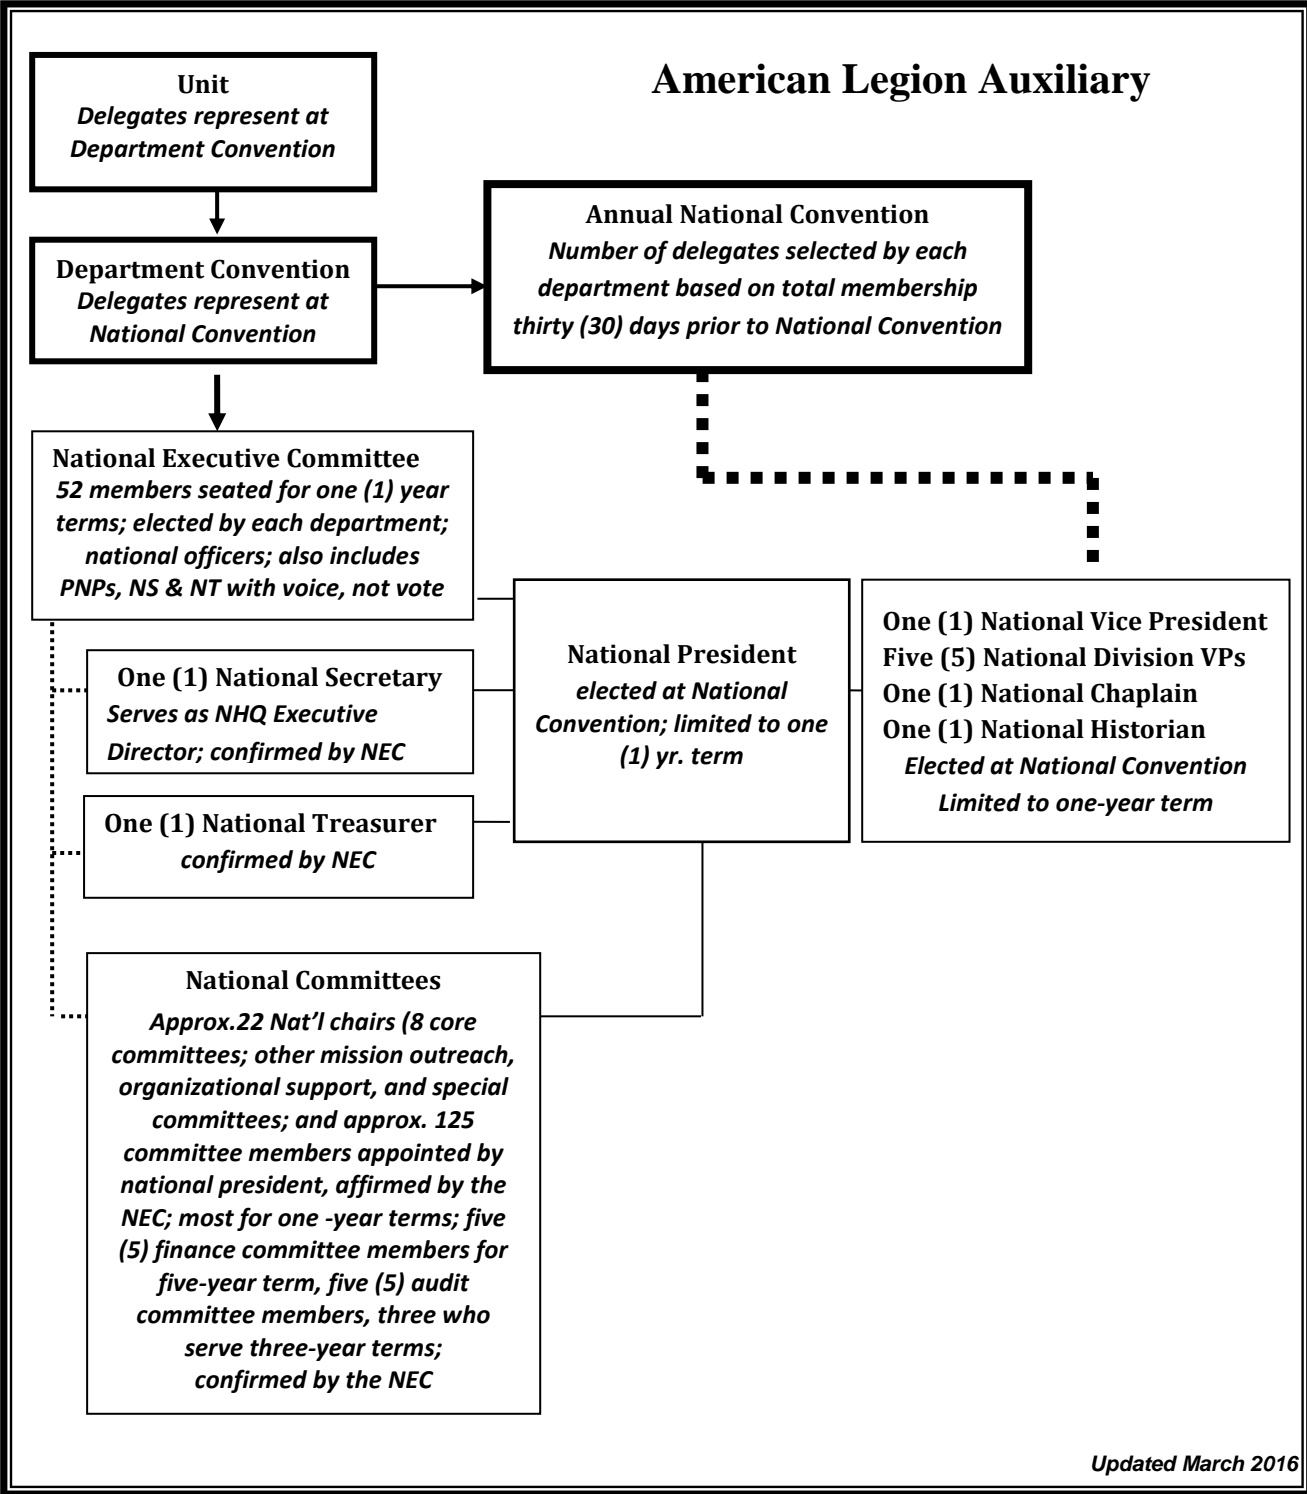 American Legion Auxiliary
Unit
Delegates represent at
Department Convention
Annual National Convention
Number of delegates selected by each
department based on total membership
thirty (30) days prior to National Convention
Department Convention
Delegates represent at
National Convention
National Executive Committee
52 members seated for one (1) year
terms; elected by each department;
national officers; also includes
PNPs, NS & NT with voice, not vote
One (1) National Secretary
Serves as NHQ Executive
Director; confirmed by NEC
One (1) National Treasurer
confirmed by NEC
National President
elected at National
Convention; limited to one
(1) yr. term
One (1) National Vice President
Five (5) National Division VPs
One (1) National Chaplain
One (1) National Historian
Elected at National Convention
Limited to one-year term
National Committees
Approx.22 Nat’l chairs (8 core
committees; other mission outreach,
organizational support, and special
committees; and approx. 125
committee members appointed by
national president, affirmed by the
NEC; most for one -year terms; five
(5) finance committee members for
five-year term, five (5) audit
committee members, three who
serve three-year terms;
confirmed by the NEC
Updated March 2016